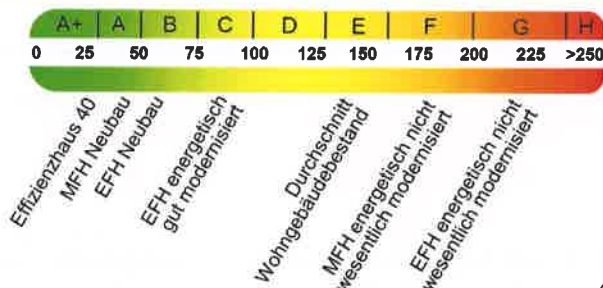 A+ A B C D E F G H
0 25 50 75 100 125 150 175 200 225 >250
Effizienzhaus 40
MFH Neubau
EFH Neubau
EFH energetisch
gut modernisiert
Durchschnitt
Wohngebäudebestand
MFH energetisch nicht
wesentlich modernisiert
EFH energetisch nicht
wesentlich modernisiert